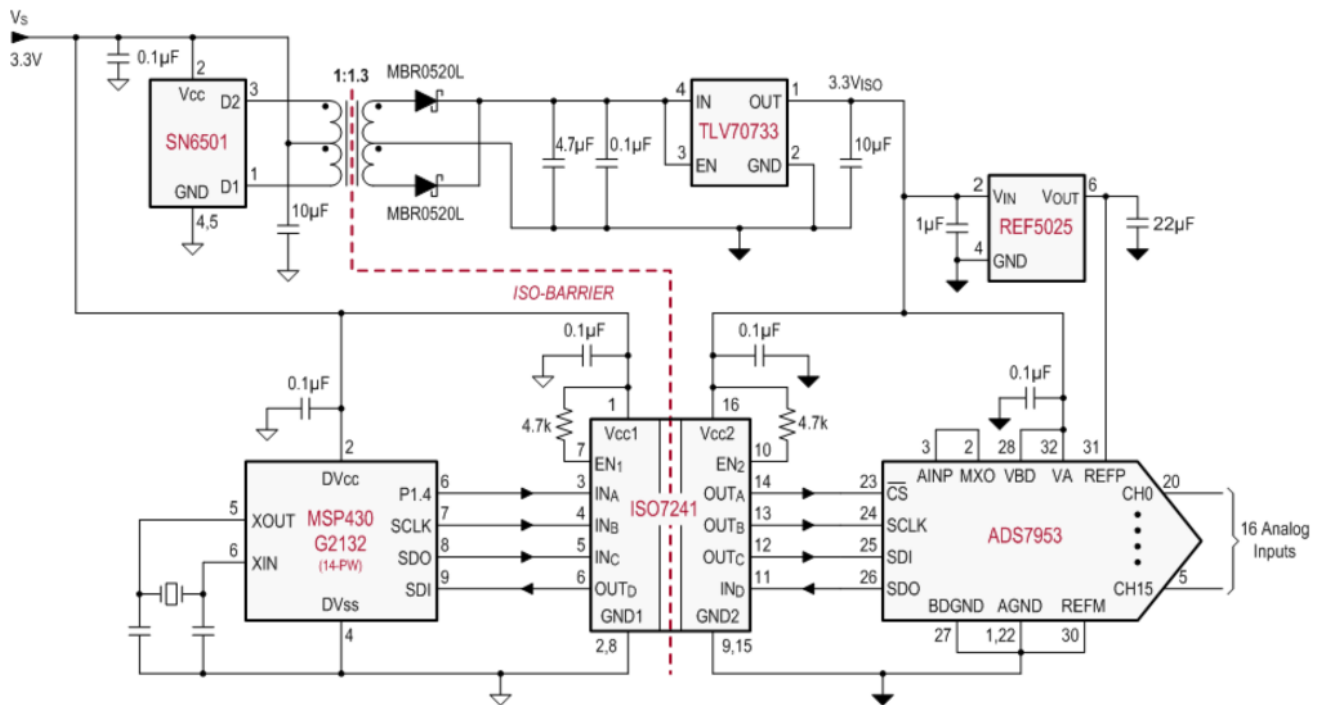 VS
3.3V
0.1µF
2
Vcc
D2
3
SN6501
D1
1
GND
4,5
10µF
1:1.3
MBR0520L
MBR0520L
4.7µF
0.1µF
4
IN
OUT
1
TLV70733
3
EN
GND
2
3.3VISO
10µF
2
VIN
VOUT
6
REF5025
1µF
4
GND
22µF
ISO-BARRIER
0.1µF
2
DVcc
5
XOUT
6
XIN
MSP430
G2132
(14-PW)
P1.4
6
SCLK
7
SDO
8
SDI
9
DVss
4
0.1µF
4.7k
1
Vcc1
7
EN1
3
INA
4
INB
5
INC
6
OUTD
GND1
2,8
ISO7241
0.1µF
4.7k
16
Vcc2
10
EN2
14
OUTA
13
OUTB
12
OUTC
11
IND
GND2
9,15
0.1µF
3
2
28
32
31
AINP
MXO
VBD
VA
REFP
23
CS
24
SCLK
25
SDI
26
SDO
ADS7953
CH0
20
CH15
5
BDGND
AGND
REFM
27
1,22
30
16 Analog
Inputs